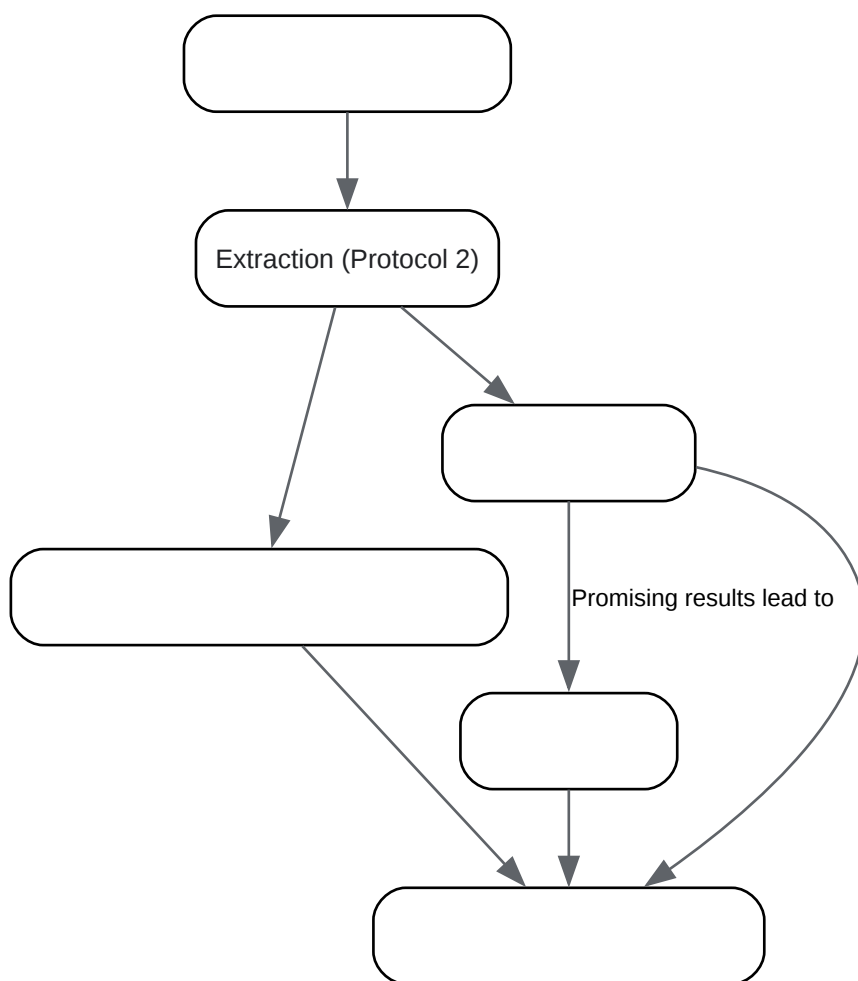 Extraction (Protocol 2)
Promising results lead to